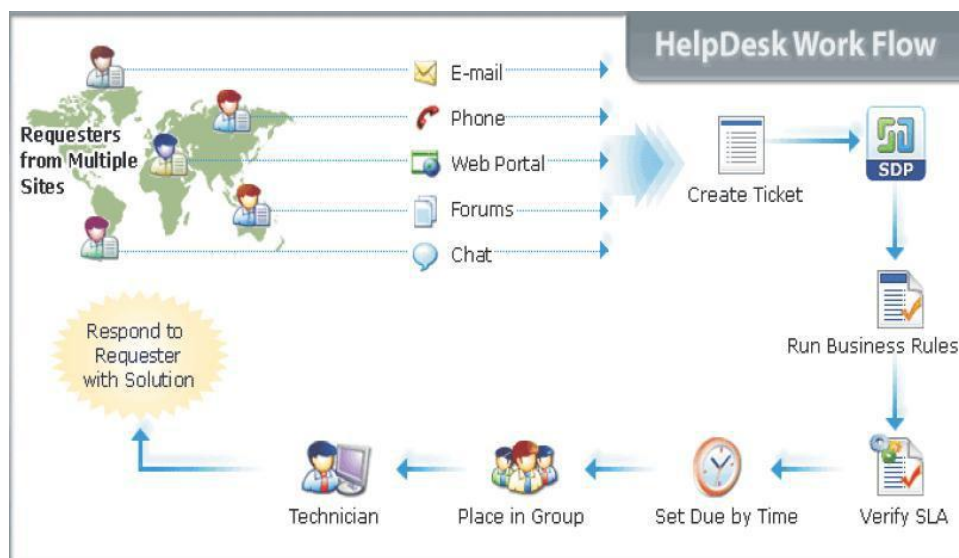 HelpDesk Work Flow
Requesters
from Multiple
Sites
E-mail
Phone
Web Portal
Forums
Chat
Create Ticket
SDP
Run Business Rules
Verify SLA
Set Due by Time
Place in Group
Technician
Respond to
Requester
with Solution